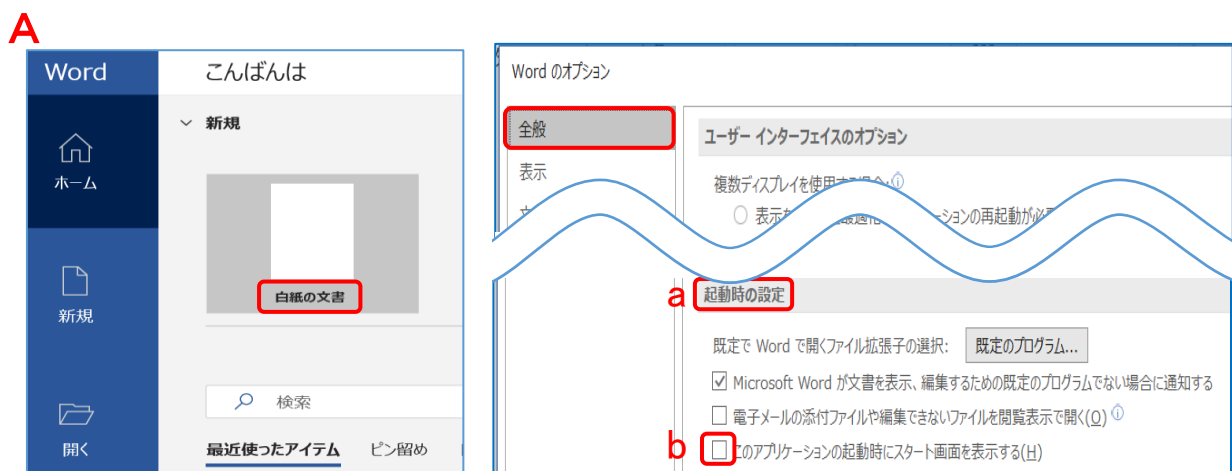 A
Word
こんばんは
新規
ホーム
白紙の文書
新規
検索
開く
最近使ったアイテム ピン留め
Word のオプション
全般
ユーザー インターフェイスのオプション
表示
複数ディスプレイを使用する場合:
a 起動時の設定
既定で Word で開くファイル拡張子の選択: 既定のプログラム...
Microsoft Word が文書を表示、編集するための既定のプログラムでない場合に通知する
電子メールの添付ファイルや編集できないファイルを閲覧表示で開く(O)
b このアプリケーションの起動時にスタート画面を表示する(H)